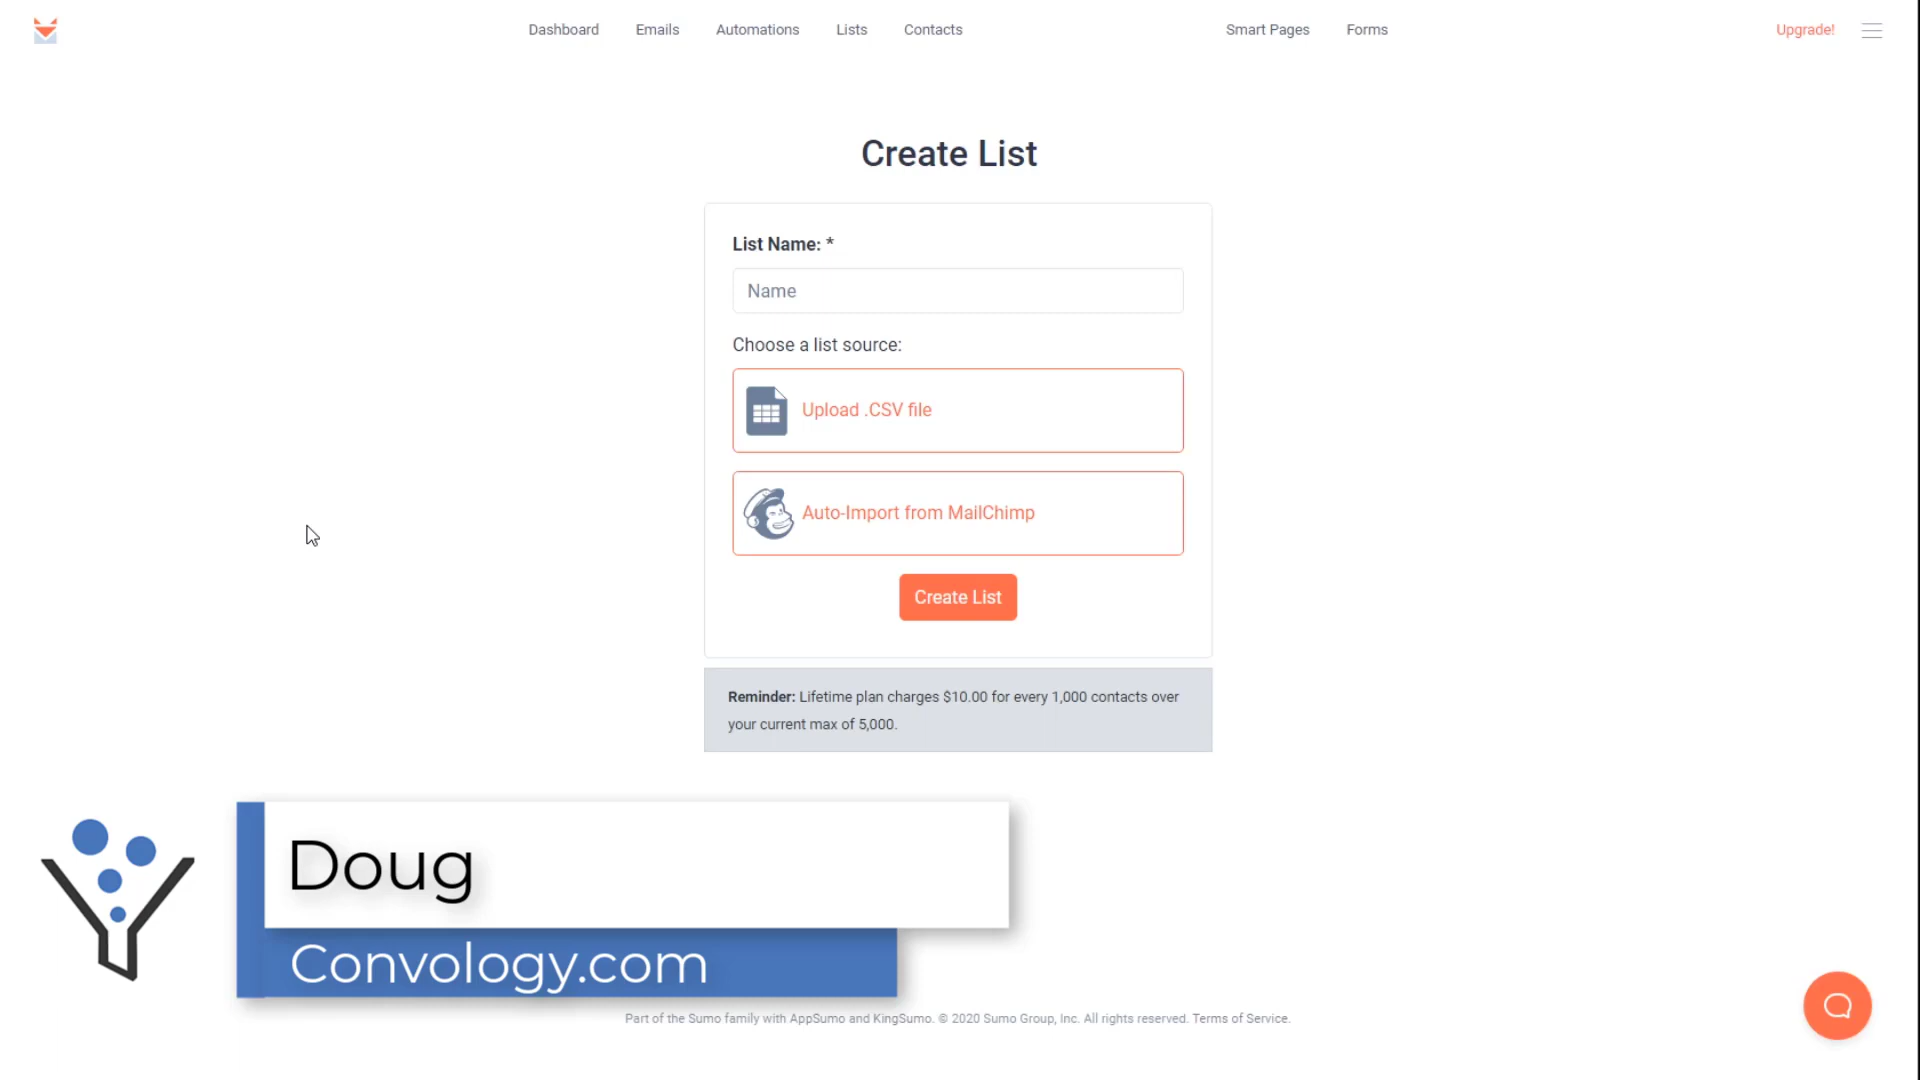 Dashboard Emails Automations Lists Contacts Smart Pages Forms Upgrade!
Create List
List Name: *
Name
Choose a list source:
Upload .CSV file
Auto-Import from MailChimp
Create List
Reminder: Lifetime plan charges $10.00 for every 1,000 contacts over
your current max of 5,000.
Doug
Convology.com
Part of the Sumo family with AppSumo and KingSumo. © 2020 Sumo Group, Inc. All rights reserved. Terms of Service.